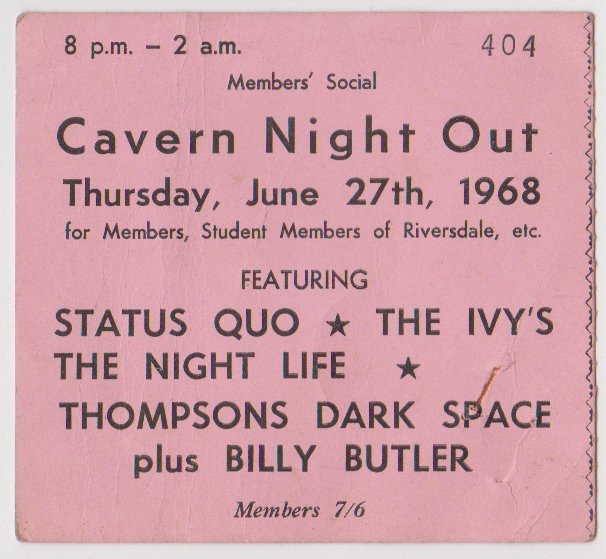 8 p.m. – 2 a.m. 404
Members' Social
Cavern Night Out
Thursday, June 27th, 1968
for Members, Student Members of Riversdale, etc.
FEATURING
STATUS QUO ★ THE IVY'S
THE NIGHT LIFE ★
THOMPSONS DARK SPACE
plus BILLY BUTLER
Members 7/6